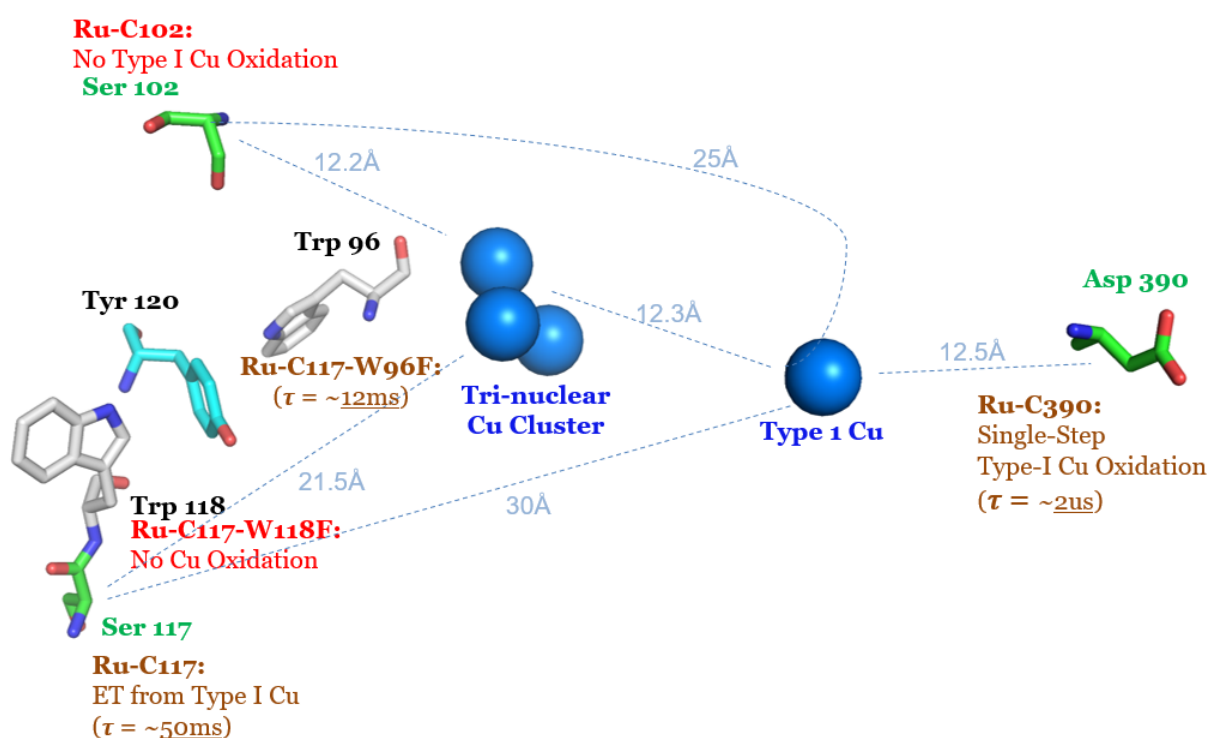 Ru-C102:
No Type I Cu Oxidation
Ser 102
12.2Å
25Å
Trp 96
Tyr 120
Asp 390
12.3Å
12.5Å
Ru-C117-W96F:
(τ = ~12ms)
Tri-nuclear
Cu Cluster
Type 1 Cu
Ru-C390:
Single-Step
Type-I Cu Oxidation
(τ = ~2us)
21.5Å
30Å
Trp 118
Ru-C117-W118F:
No Cu Oxidation
Ser 117
Ru-C117:
ET from Type I Cu
(τ = ~50ms)